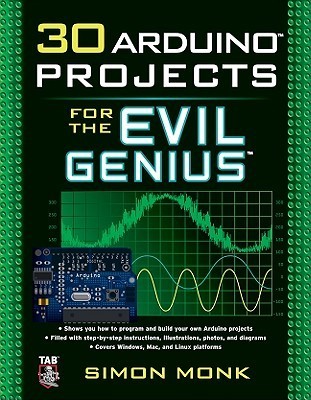 30 ARDUINO™
PROJECTS
FOR THE EVIL
GENIUS™
Arduino
• Shows you how to program and build your own Arduino projects
• Filled with step-by-step instructions, illustrations, photos, and diagrams
• Covers Windows, Mac, and Linux platforms
TAB
SIMON MONK